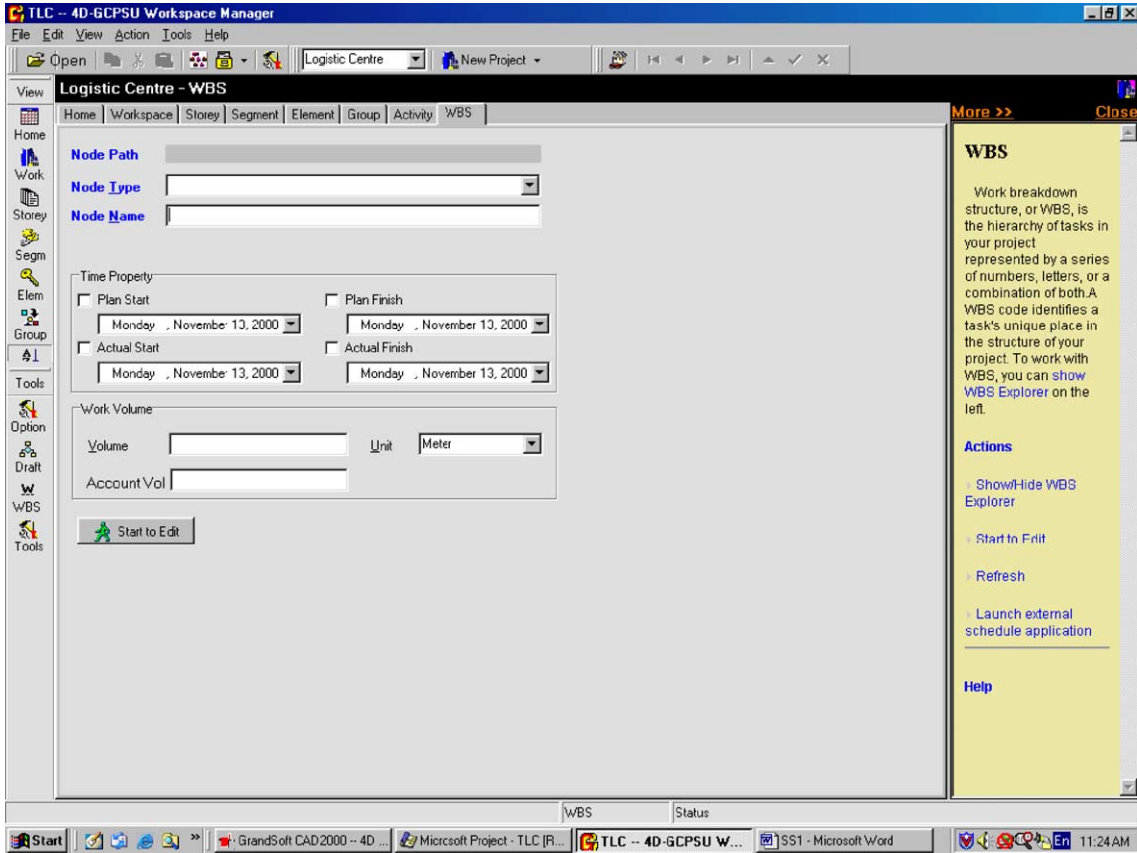 TLC -- 4D-GCPSU Workspace Manager
File Edit View Action Tools Help
Open Logistic Centre New Project
View
Logistic Centre - WBS
Home Workspace Storey Segment Element Group Activity WBS
More >> Close
Home
Work
Storey
Segm
Elem
Group
Tools
Option
Draft
WBS
Tools
Node Path
Node Type
Node Name
Time Property
Plan Start Plan Finish
Monday , November 13, 2000 Monday , November 13, 2000
Actual Start Actual Finish
Monday , November 13, 2000 Monday , November 13, 2000
Work Volume
Volume Unit Meter
Account Vol
Start to Edit
WBS
Work breakdown
structure, or WBS, is
the hierarchy of tasks in
your project
represented by a series
of numbers, letters, or a
combination of both.A
WBS code identifies a
task's unique place in
the structure of your
project. To work with
WBS, you can show
WBS Explorer on the
left.
Actions
Show/Hide WBS
Explorer
Start to Edit
Refresh
Launch external
schedule application
Help
WBS Status
Start GrandSoft CAD2000 -- 4D ... Microsoft Project - TLC [R... TLC -- 4D-GCPSU W... SS1 - Microsoft Word En 11:24 AM